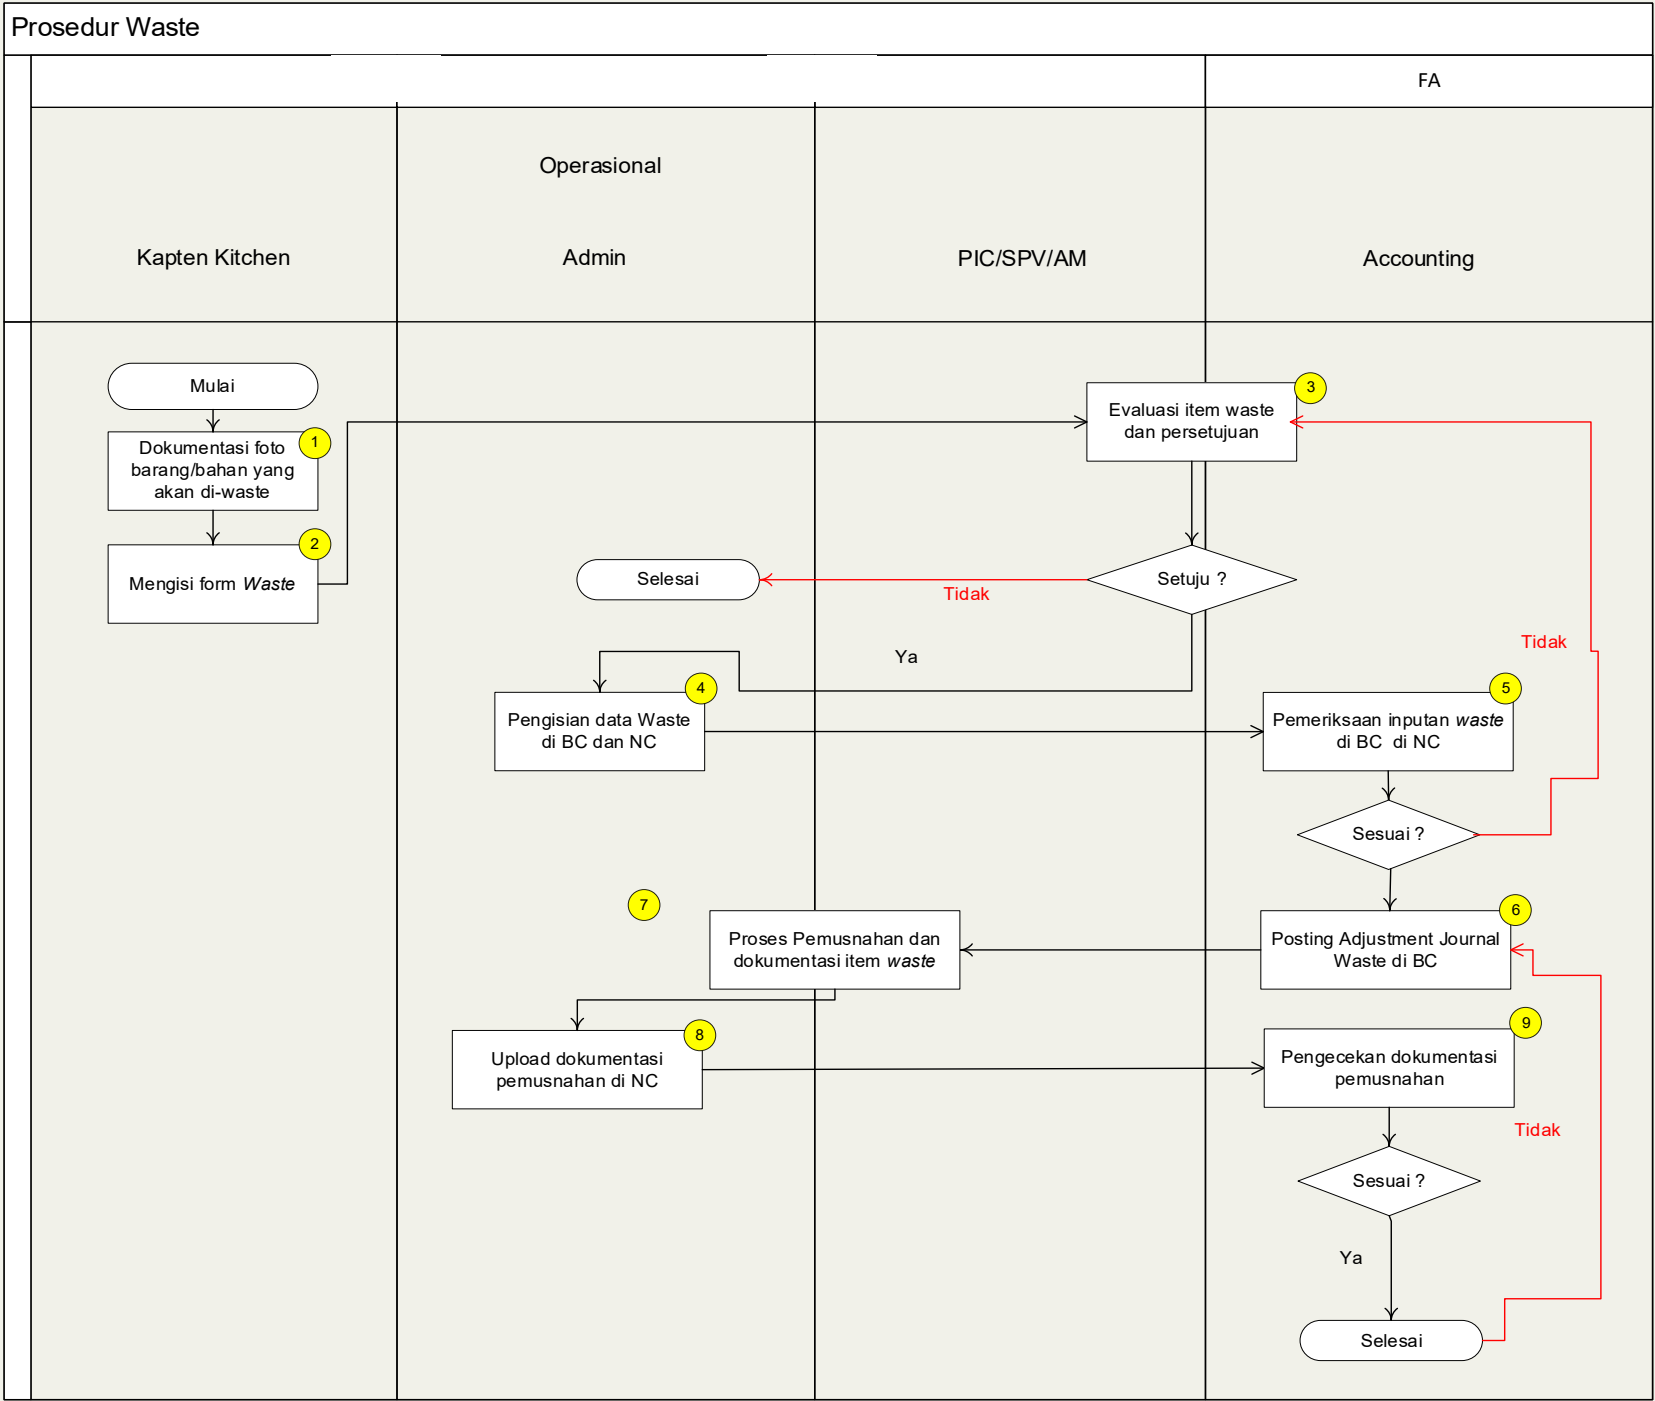 Prosedur Waste
FA
Operasional
Kapten Kitchen
Admin
PIC/SPV/AM
Accounting
Mulai
1
Dokumentasi foto
barang/bahan yang
akan di-waste
2
Mengisi form Waste
3
Evaluasi item waste
dan persetujuan
Setuju ?
Tidak
Selesai
Ya
4
Pengisian data Waste
di BC dan NC
5
Pemeriksaan inputan waste
di BC  di NC
Tidak
Sesuai ?
6
Posting Adjustment Journal
Waste di BC
7
Proses Pemusnahan dan
dokumentasi item waste
8
Upload dokumentasi
pemusnahan di NC
9
Pengecekan dokumentasi
pemusnahan
Tidak
Sesuai ?
Ya
Selesai